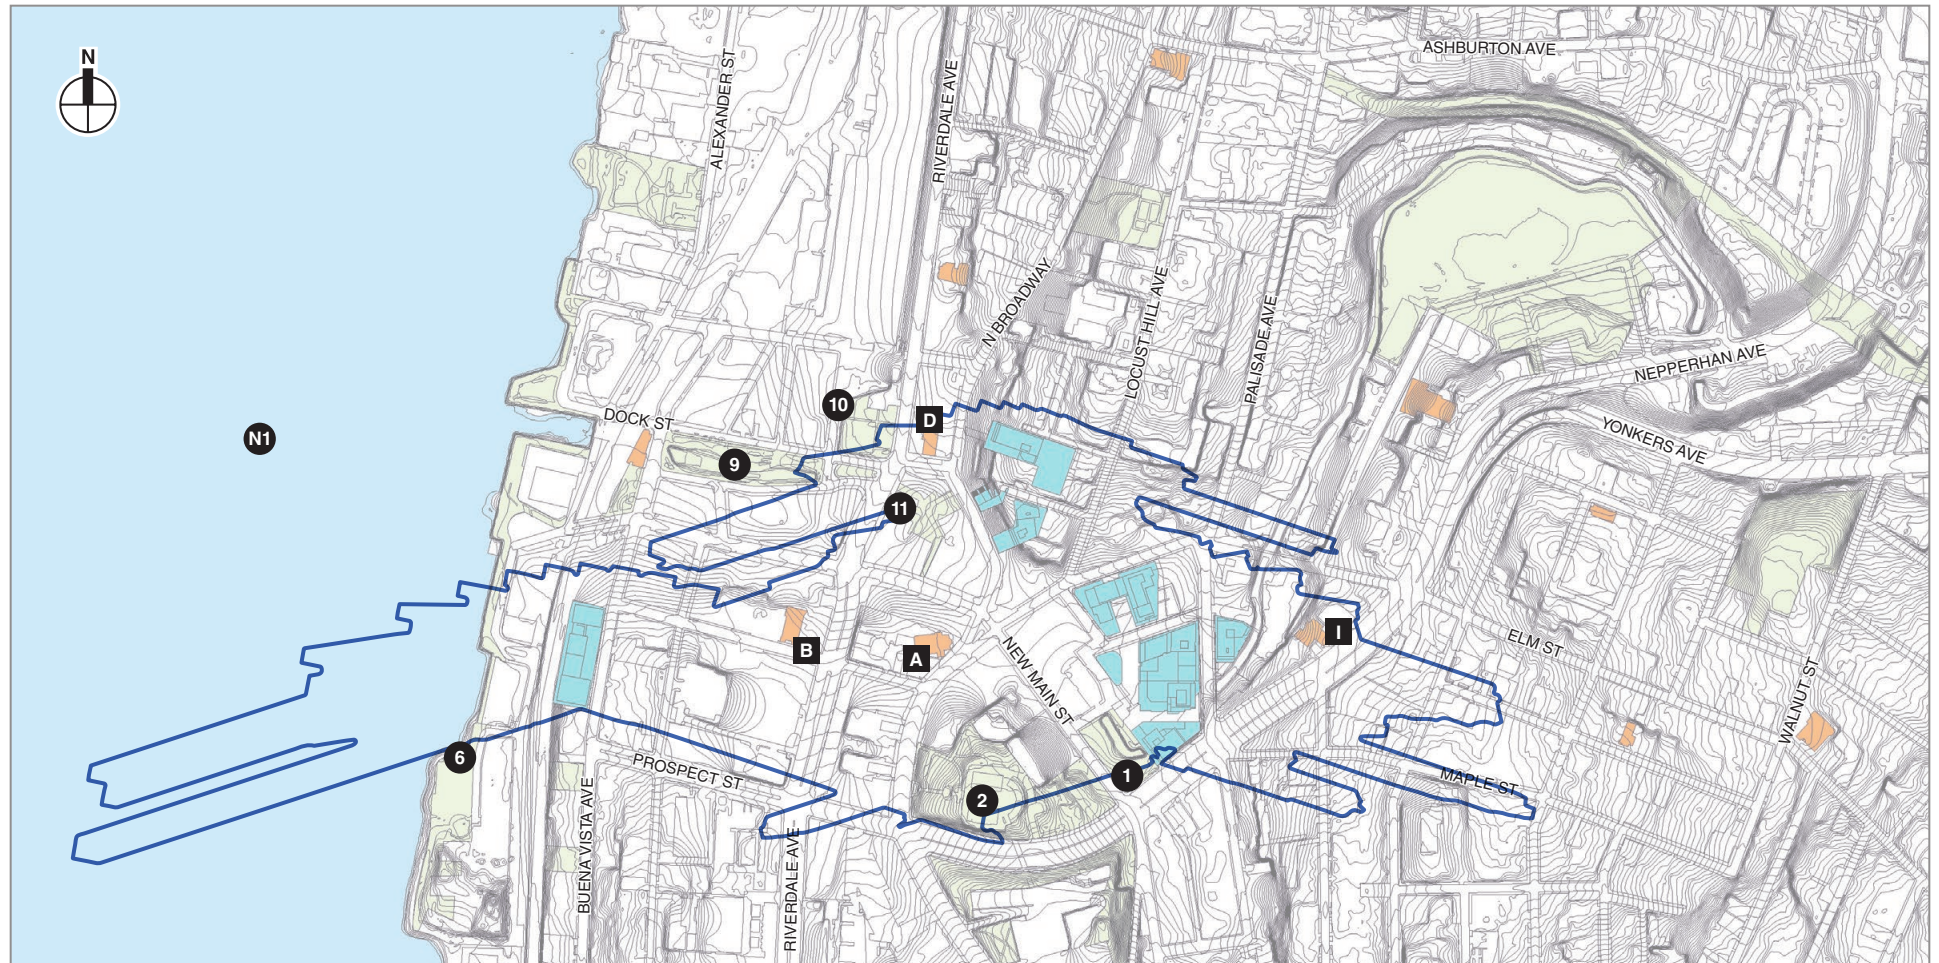 N
ASHBURTON AVE
ALEXANDER ST
RIVERDALE AVE
N BROADWAY
LOCUST HILL AVE
PALISADE AVE
NEPPERHAN AVE
10
DOCK ST
D
N1
YONKERS AVE
9
11
I
ELM ST
B
A
NEW MAIN ST
WALNUT ST
6
PROSPECT ST
1
MAPLE ST
2
BUENA VISTA AVE
RIVERDALE AVE